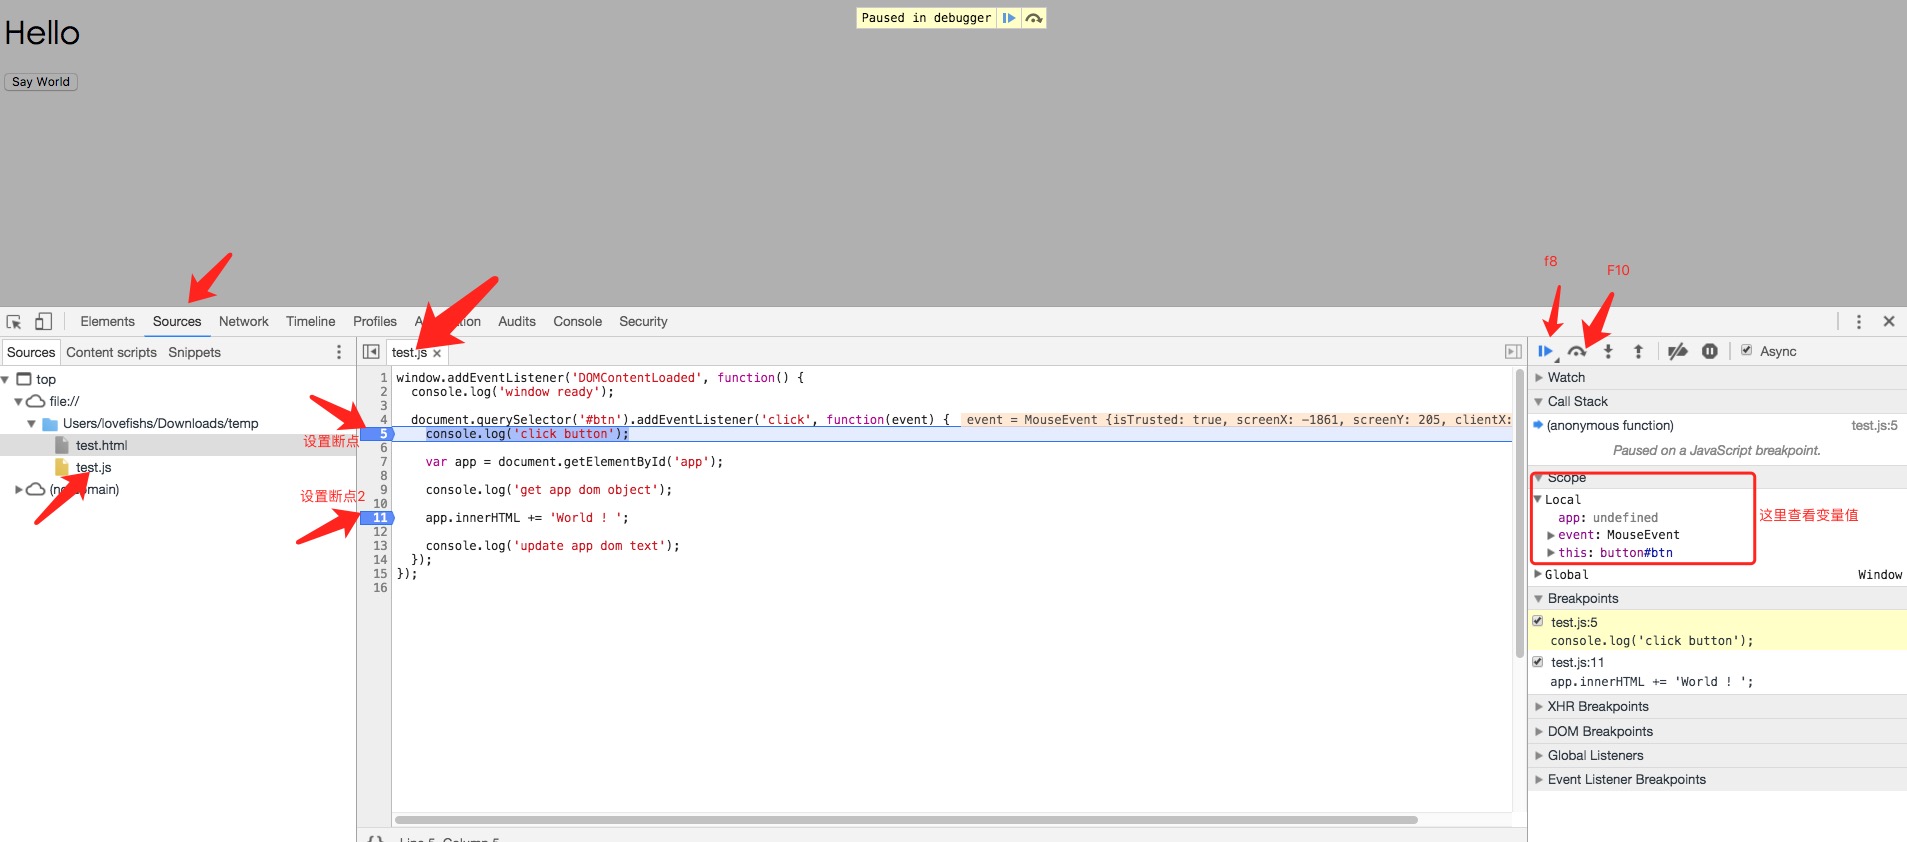 Hello
Paused in debugger
Say World
f8
F10
Elements Sources Network Timeline Profiles Audits Console Security
Sources Content scripts Snippets
test.js
Async
top
file://
Users/lovefishs/Downloads/temp
test.html
test.js
设置断点
设置断点2
1 window.addEventListener('DOMContentLoaded', function() {
2 console.log('window ready');
3
4 document.querySelector('#btn').addEventListener('click', function(event) { event = MouseEvent {isTrusted: true, screenX: -1861, screenY: 205, clientX:
5 console.log('click button');
6
7 var app = document.getElementById('app');
8
9 console.log('get app dom object');
10
11 app.innerHTML += 'World ! ';
12
13 console.log('update app dom text');
14 });
15 });
16
Line 5, Column 5
Watch
Call Stack
(anonymous function) test.js:5
Paused on a JavaScript breakpoint.
Scope
Local
app: undefined
event: MouseEvent
this: button#btn
这里查看变量值
Global Window
Breakpoints
test.js:5
console.log('click button');
test.js:11
app.innerHTML += 'World ! ';
XHR Breakpoints
DOM Breakpoints
Global Listeners
Event Listener Breakpoints